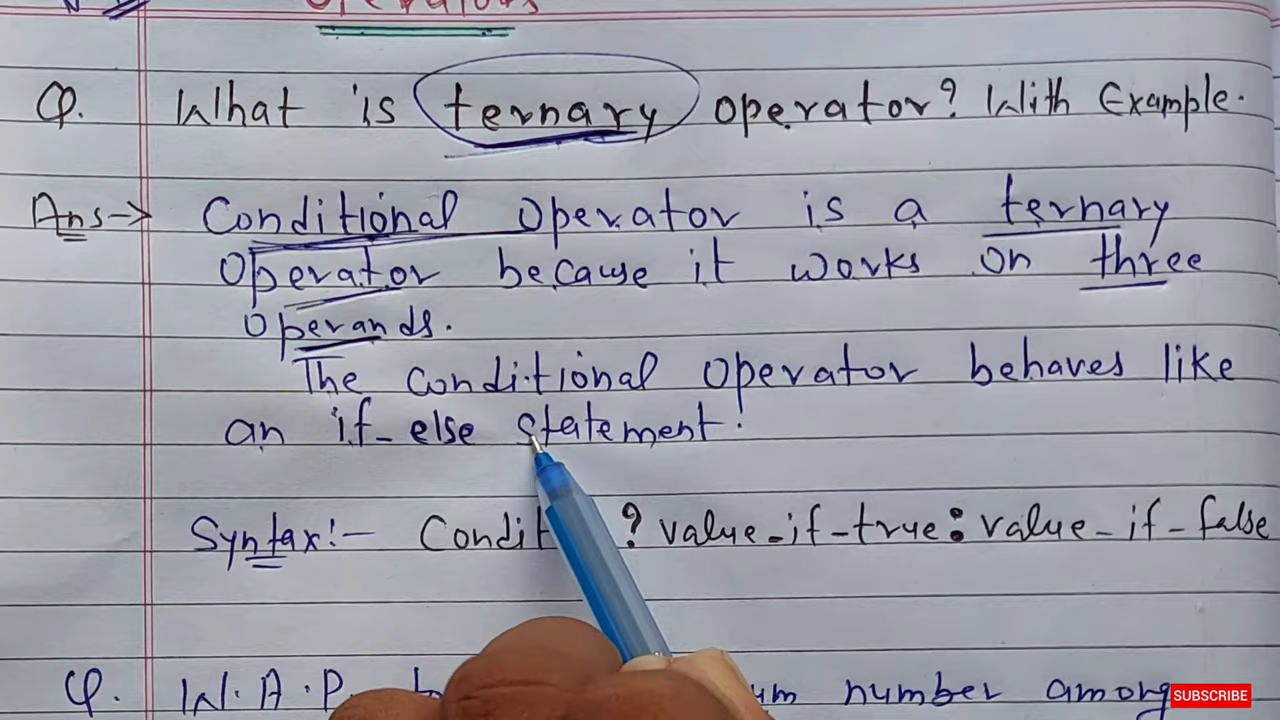 Operators
Q. What is ternary operator? With Example.
Ans-> Conditional operator is a ternary
operator because it works on three
operands.
The conditional operator behaves like
an if-else statement.
Syntax:- Condit ? value-if-true : value-if-false
Q. W.A.P. number among
SUBSCRIBE